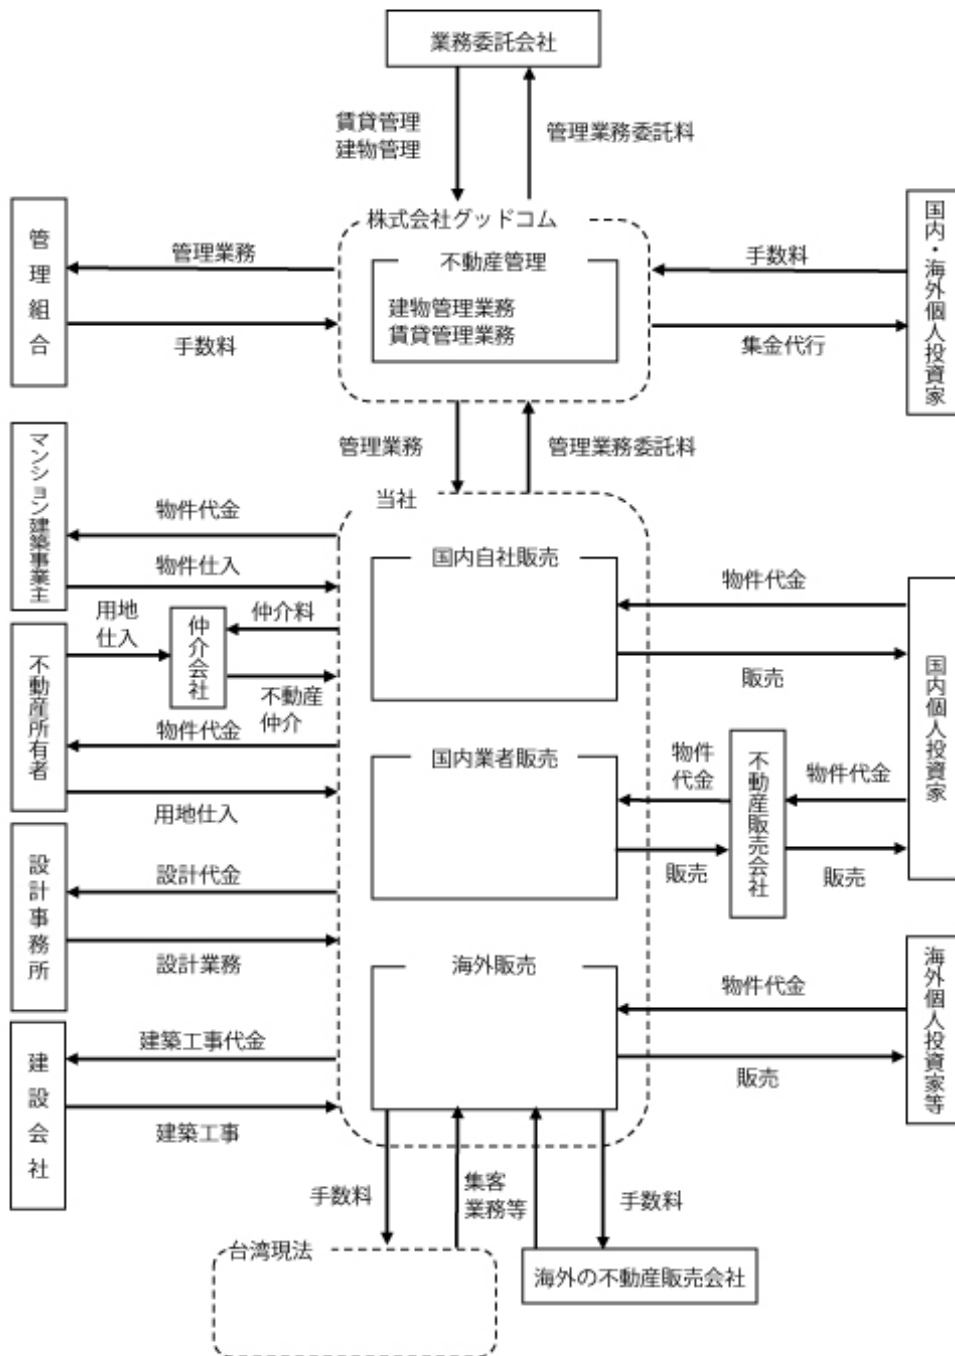 業務委託会社
賃貸管理
建物管理
管理業務委託料
株式会社グッドコム
管理組合
管理業務
手数料
不動産管理
建物管理業務
賃貸管理業務
手数料
集金代行
国内・海外個人投資家
管理業務
管理業務委託料
当社
マンション建築事業主
物件代金
物件仕入
用地
仕入
仲介会社
仲介料
不動産
仲介
不動産所有者
物件代金
用地仕入
設計事務所
設計代金
設計業務
建設会社
建築工事代金
建築工事
国内自社販売
物件代金
販売
国内個人投資家
国内業者販売
物件
代金
販売
不動産販売会社
物件代金
販売
海外販売
物件代金
販売
海外個人投資家等
手数料
集客
業務等
手数料
台湾現法
海外の不動産販売会社